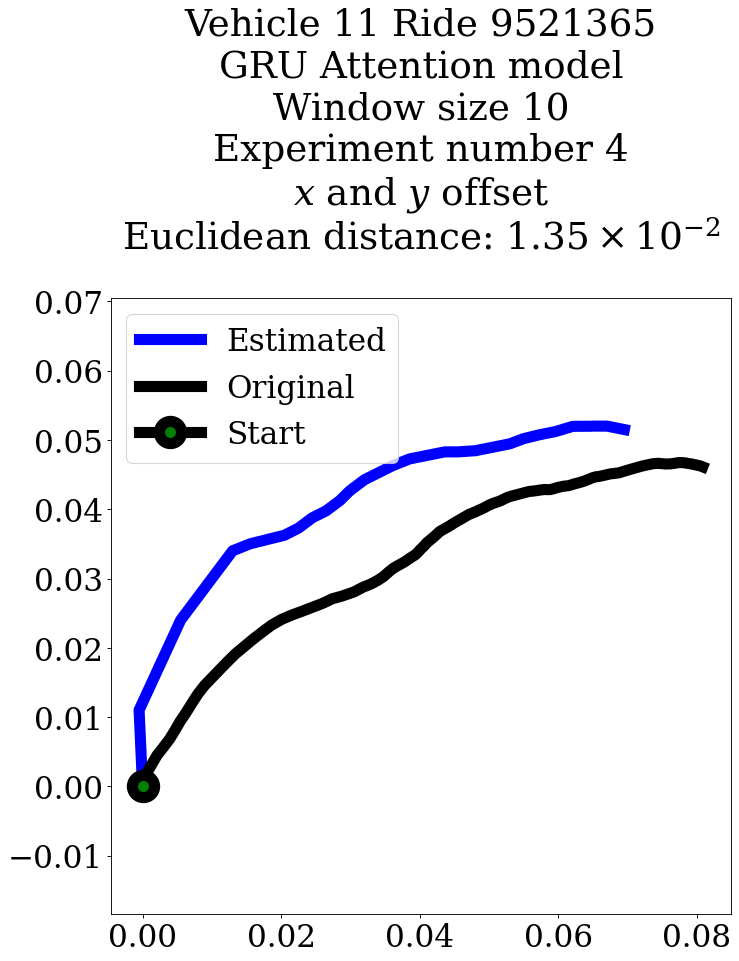 Vehicle 11 Ride 9521365
GRU Attention model
Window size 10
Experiment number 4
x and y offset
Euclidean distance: 1.35 × 10⁻²
0.07
0.06
0.05
0.04
0.03
0.02
0.01
0.00
−0.01
Estimated
Original
Start
0.00 0.02 0.04 0.06 0.08